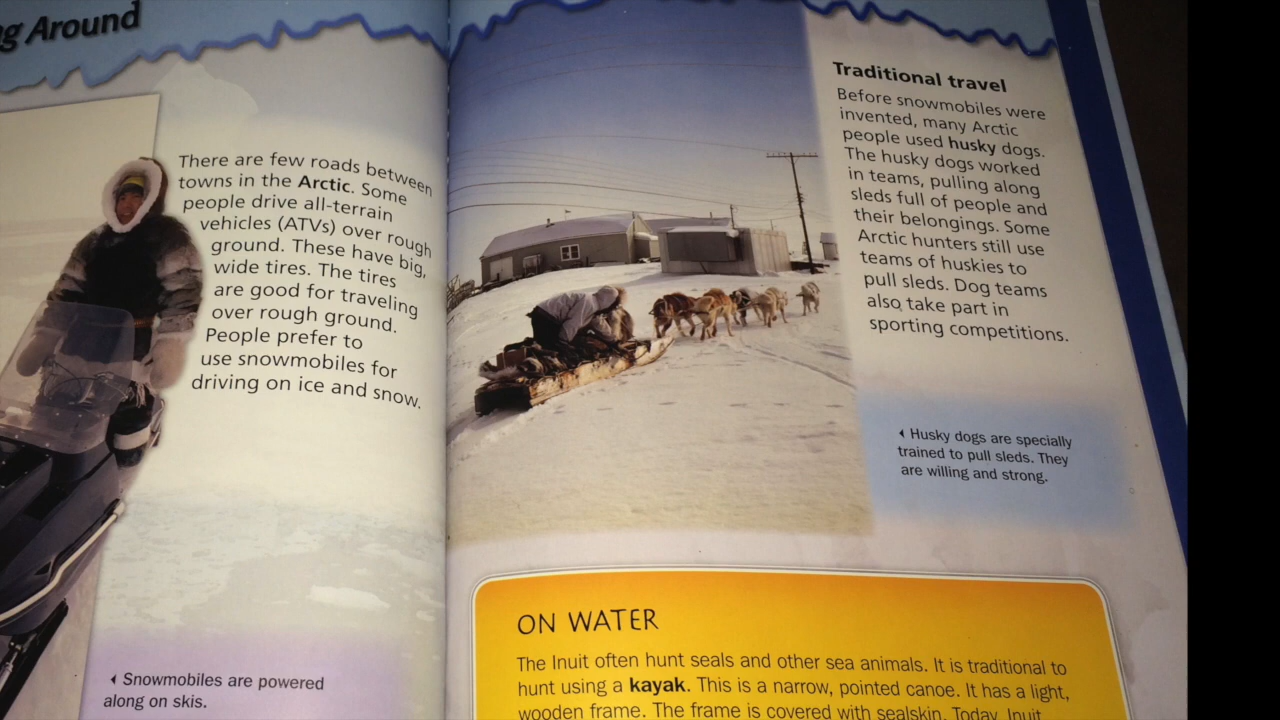 Around
There are few roads between
towns in the Arctic. Some
people drive all-terrain
vehicles (ATVs) over rough
ground. These have big,
wide tires. The tires
are good for traveling
over rough ground.
People prefer to
use snowmobiles for
driving on ice and snow.
Snowmobiles are powered
along on skis.
Traditional travel
Before snowmobiles were
invented, many Arctic
people used husky dogs.
The husky dogs worked
in teams, pulling along
sleds full of people and
their belongings. Some
Arctic hunters still use
teams of huskies to
pull sleds. Dog teams
also take part in
sporting competitions.
Husky dogs are specially
trained to pull sleds. They
are willing and strong.
ON WATER
The Inuit often hunt seals and other sea animals. It is traditional to
hunt using a kayak. This is a narrow, pointed canoe. It has a light,
wooden frame. The frame is covered with sealskin. Today, Inuit